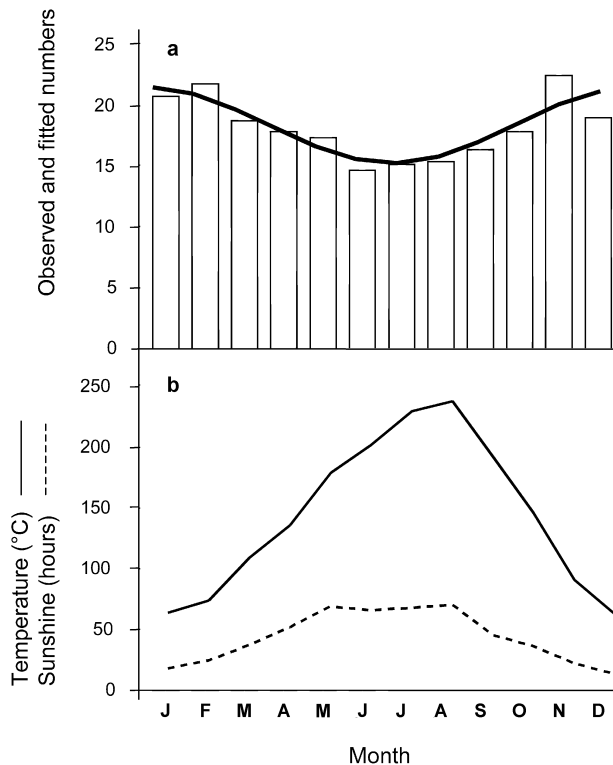 a
Observed and fitted numbers
25
20
15
10
5
0
b
Temperature (°C)
Sunshine (hours)
250
200
150
100
50
0
J F M A M J J A S O N D
Month